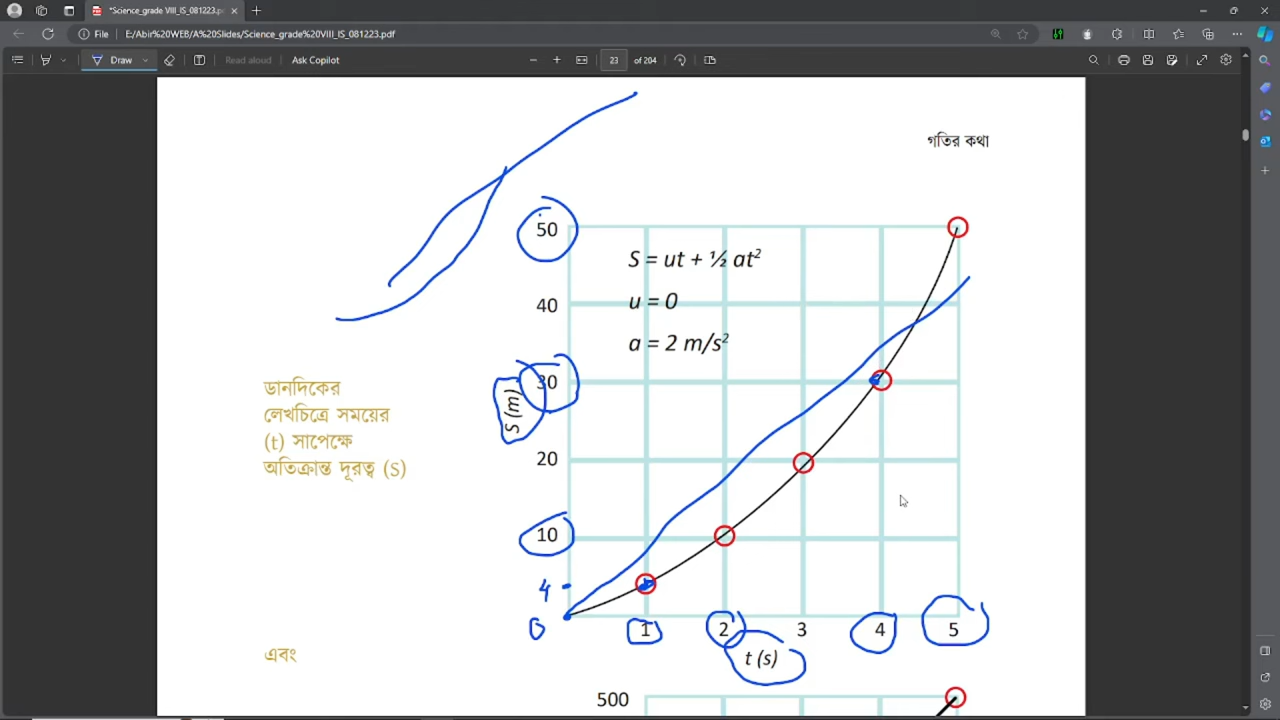 *Science_grade VIII_IS_081223.p
File
E:/Abir%20WEB/A%20Slides/Science_grade%20VIII_IS_081223.pdf
Draw
Read aloud
Ask Copilot
23
of 204
গতির কথা
50
S = ut + ½ at²
u = 0
40
a = 2 m/s²
ডানদিকের
লেখচিত্রে সময়ের
(t) সাপেক্ষে
অতিক্রান্ত দূরত্ব (S)
30
S (m)
20
10
4
0
1
2
3
4
5
t (s)
এবং
500